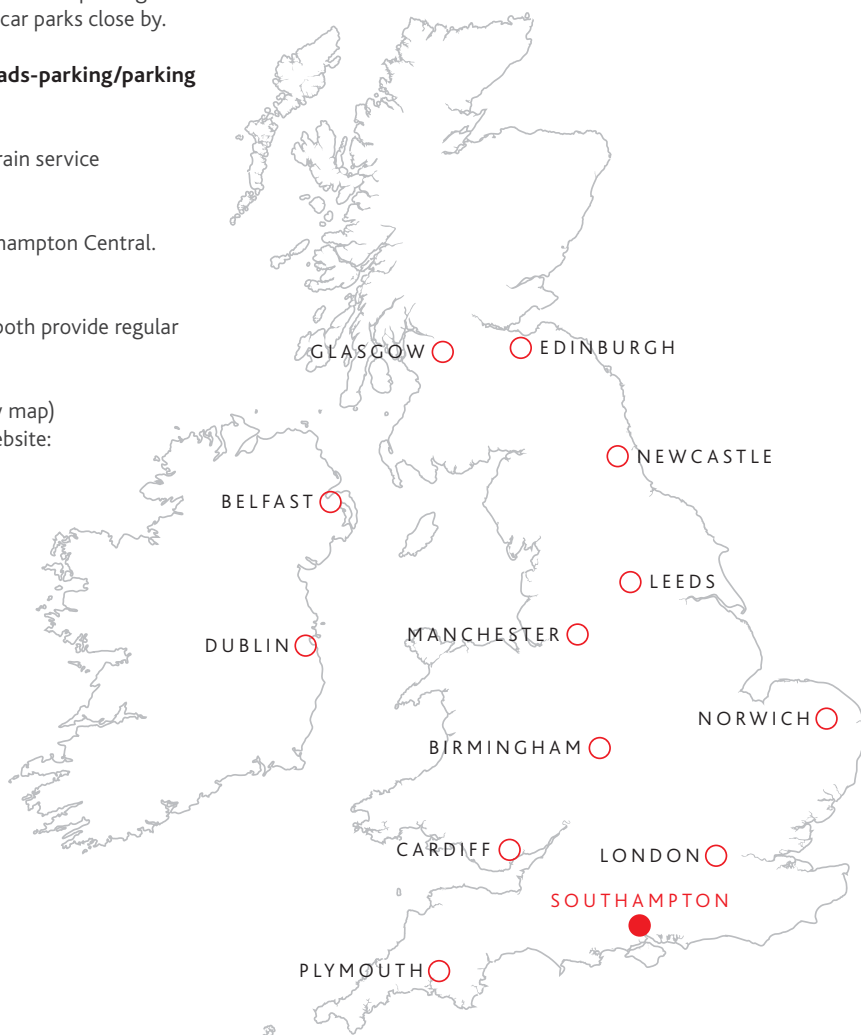 car parks close by.
ads-parking/parking
rain service
hampton Central.
both provide regular
map)
ebsite:
GLASGOW
EDINBURGH
NEWCASTLE
BELFAST
LEEDS
MANCHESTER
DUBLIN
NORWICH
BIRMINGHAM
CARDIFF
LONDON
SOUTHAMPTON
PLYMOUTH